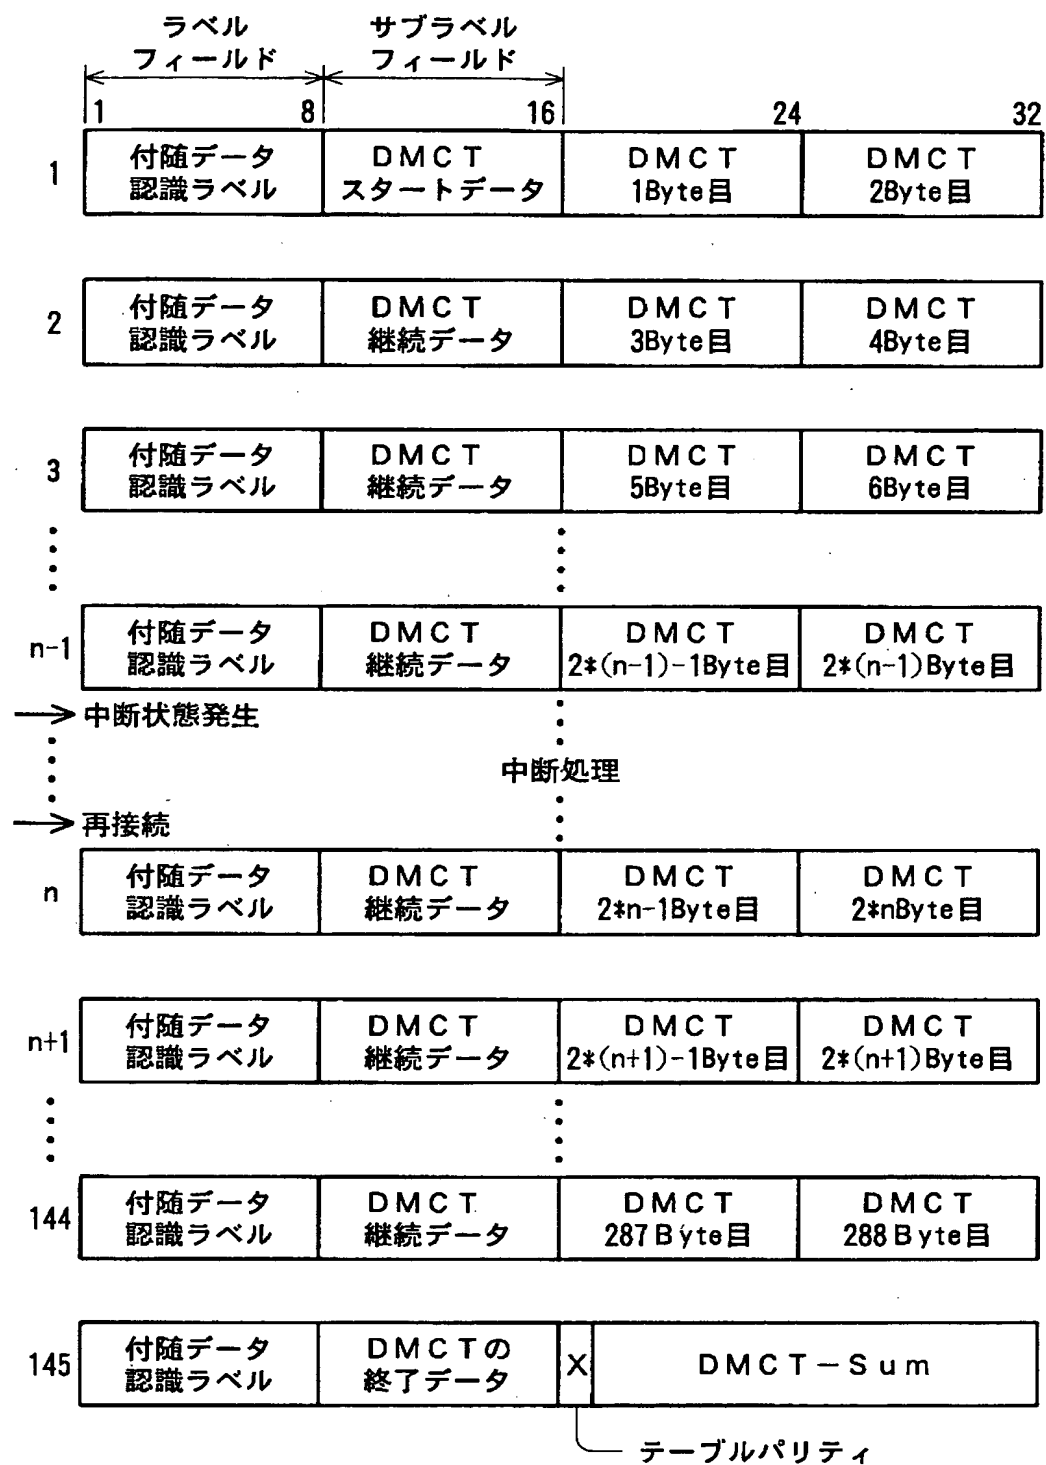 ラベル
フィールド
サブラベル
フィールド
1 8 16 24 32
1
付随データ
認識ラベル
DMCT
スタートデータ
DMCT
1Byte目
DMCT
2Byte目
2
付随データ
認識ラベル
DMCT
継続データ
DMCT
3Byte目
DMCT
4Byte目
3
付随データ
認識ラベル
DMCT
継続データ
DMCT
5Byte目
DMCT
6Byte目
n-1
付随データ
認識ラベル
DMCT
継続データ
DMCT
2*(n-1)-1Byte目
DMCT
2*(n-1)Byte目
中断状態発生
中断処理
再接続
n
付随データ
認識ラベル
DMCT
継続データ
DMCT
2*n-1Byte目
DMCT
2*nByte目
n+1
付随データ
認識ラベル
DMCT
継続データ
DMCT
2*(n+1)-1Byte目
DMCT
2*(n+1)Byte目
144
付随データ
認識ラベル
DMCT
継続データ
DMCT
287Byte目
DMCT
288Byte目
145
付随データ
認識ラベル
DMCTの
終了データ
X
DMCT-Sum
テーブルパリティ